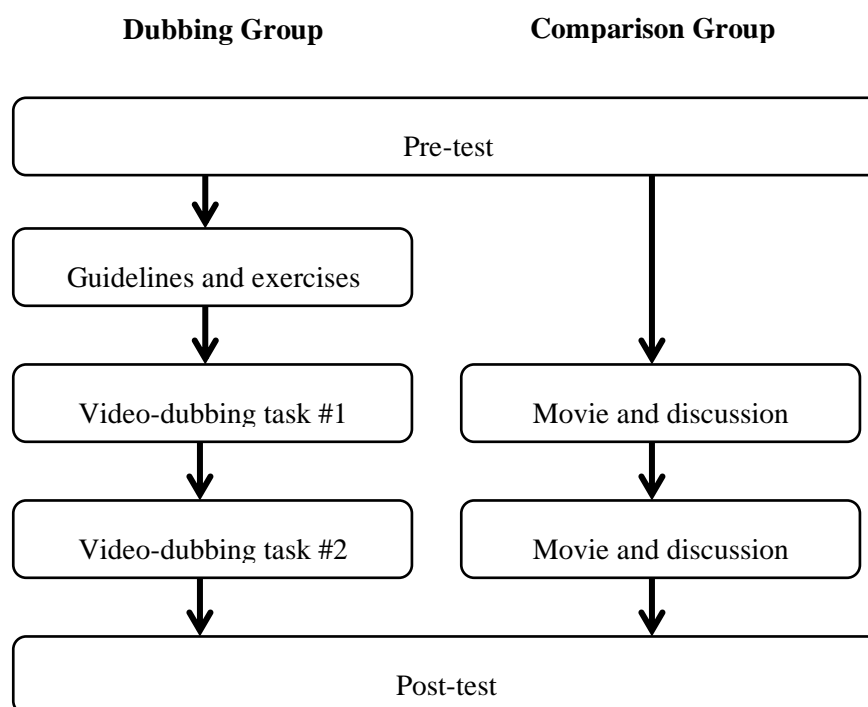 Dubbing Group Comparison Group
Pre-test
Guidelines and exercises
Video-dubbing task #1 Movie and discussion
Video-dubbing task #2 Movie and discussion
Post-test